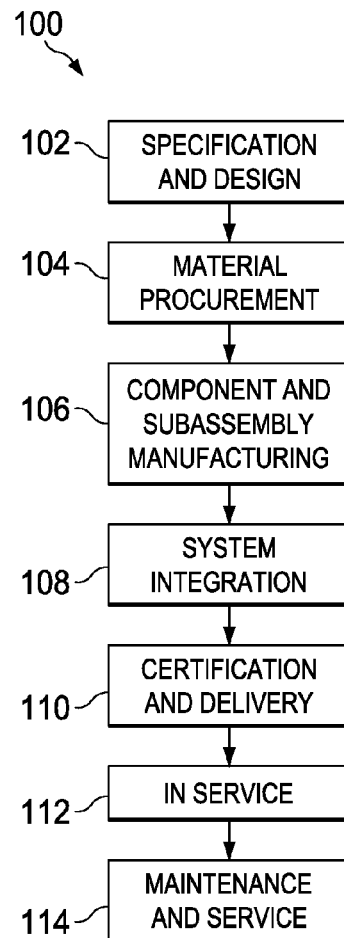 100
102
SPECIFICATION
AND DESIGN
104
MATERIAL
PROCUREMENT
106
COMPONENT AND
SUBASSEMBLY
MANUFACTURING
108
SYSTEM
INTEGRATION
110
CERTIFICATION
AND DELIVERY
112
IN SERVICE
114
MAINTENANCE
AND SERVICE